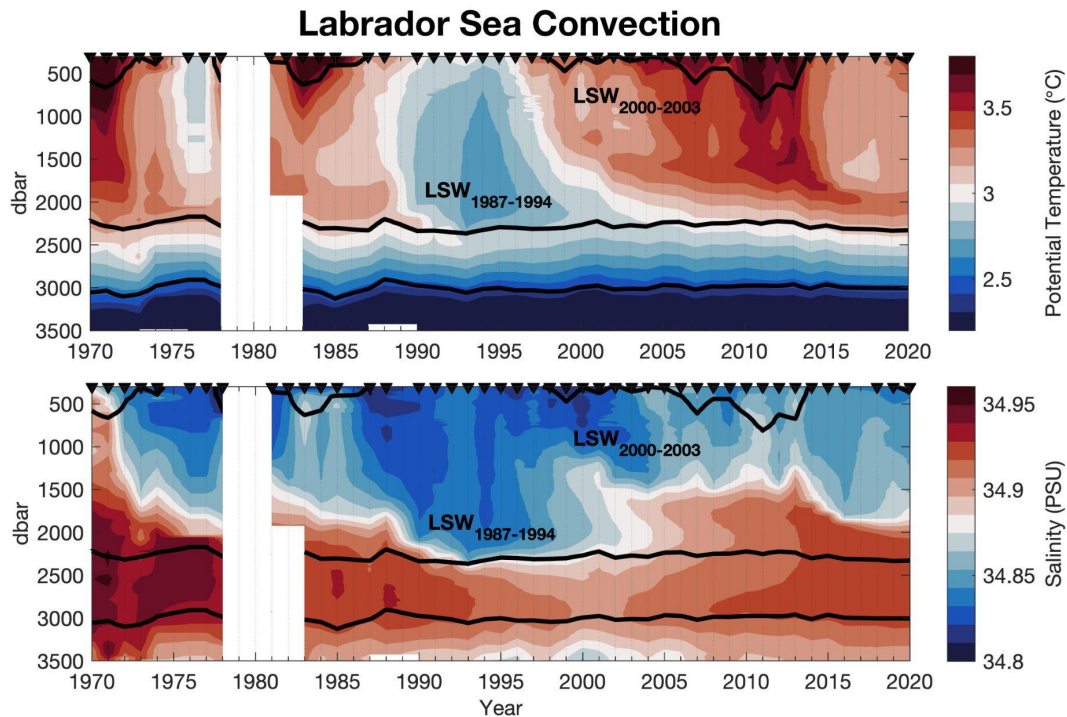 Labrador Sea Convection
500
1000
1500
2000
2500
3000
3500
dbar
LSW2000-2003
LSW1987-1994
1970 1975 1980 1985 1990 1995 2000 2005 2010 2015 2020
3.5
3
2.5
Potential Temperature (°C)
500
1000
1500
2000
2500
3000
3500
dbar
LSW2000-2003
LSW1987-1994
1970 1975 1980 1985 1990 1995 2000 2005 2010 2015 2020
Year
34.95
34.9
34.85
34.8
Salinity (PSU)